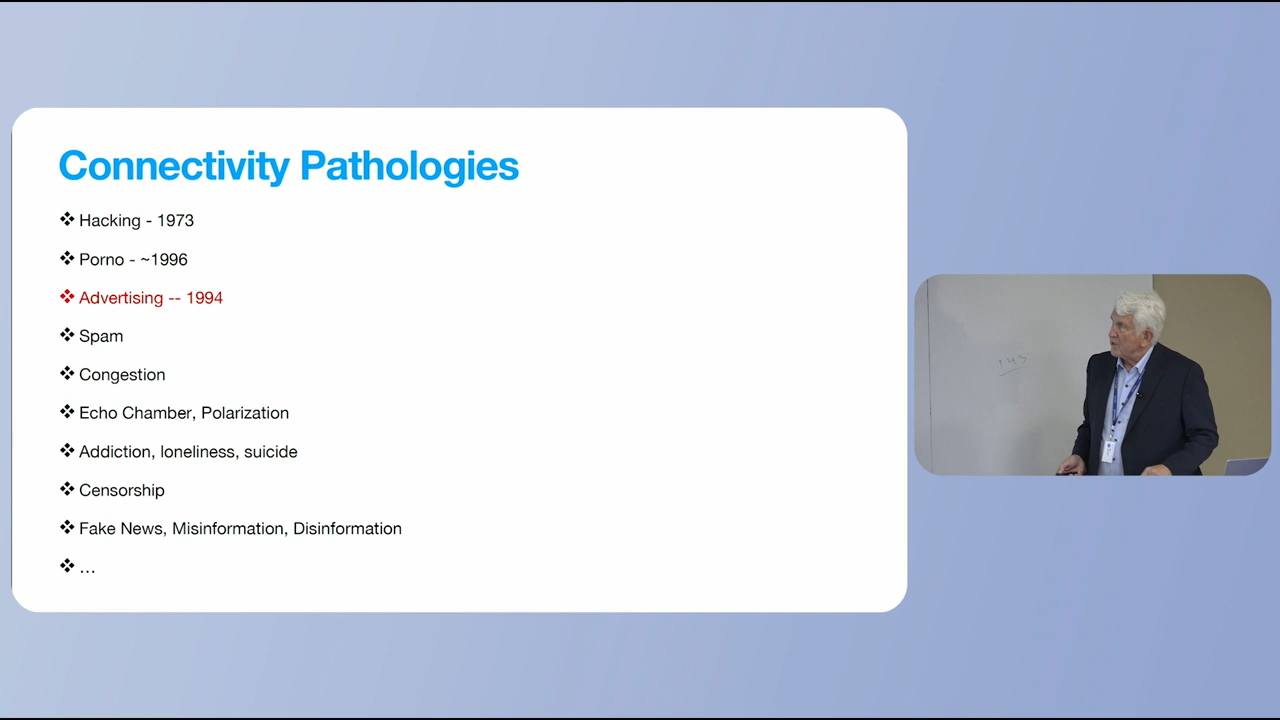 Connectivity Pathologies
❖ Hacking - 1973
❖ Porno - ~1996
❖ Advertising -- 1994
❖ Spam
❖ Congestion
❖ Echo Chamber, Polarization
❖ Addiction, loneliness, suicide
❖ Censorship
❖ Fake News, Misinformation, Disinformation
❖ …